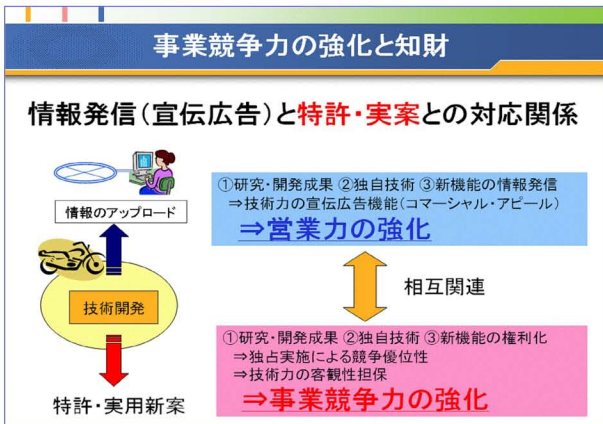 事業競争力の強化と知財
情報発信(宣伝広告)と特許・実案との対応関係
情報のアップロード
技術開発
特許・実用新案
①研究・開発成果 ②独自技術 ③新機能の情報発信
⇒技術力の宣伝広告機能(コマーシャル・アピール)
⇒営業力の強化
相互関連
①研究・開発成果 ②独自技術 ③新機能の権利化
⇒独占実施による競争優位性
⇒技術力の客観性担保
⇒事業競争力の強化